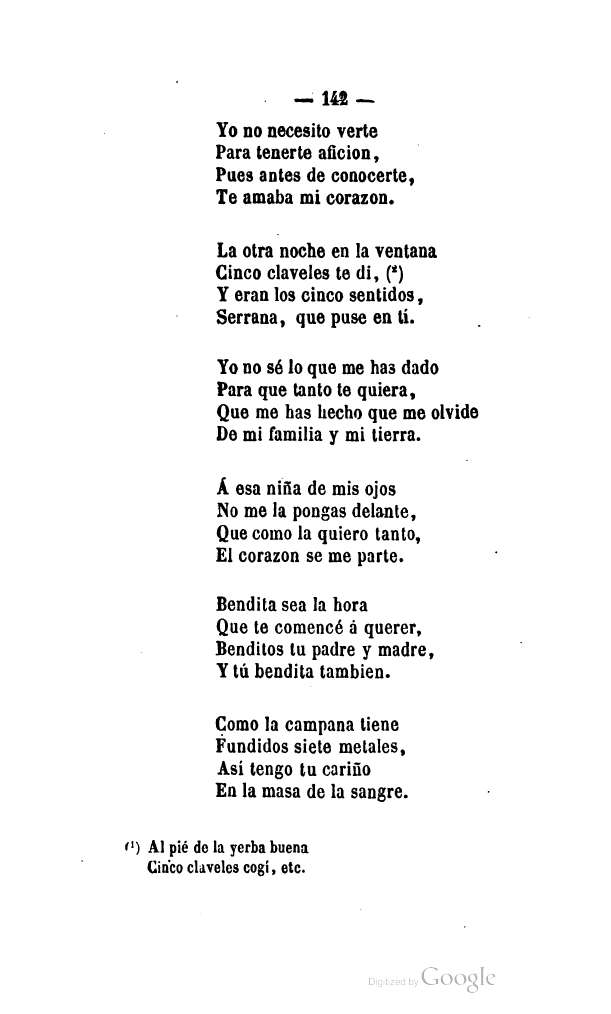 — 142 —
Yo no necesito verte
Para tenerte aficion,
Pues antes de conocerte,
Te amaba mi corazon.
La otra noche en la ventana
Cinco claveles te di, (²)
Y eran los cinco sentidos,
Serrana, que puse en tí.
Yo no sé lo que me has dado
Para que tanto te quiera,
Que me has hecho que me olvide
De mi familia y mi tierra.
Á esa niña de mis ojos
No me la pongas delante,
Que como la quiero tanto,
El corazon se me parte.
Bendita sea la hora
Que te comencé á querer,
Benditos tu padre y madre,
Y tú bendita tambien.
Como la campana tiene
Fundidos siete metales,
Así tengo tu cariño
En la masa de la sangre.
(¹) Al pié de la yerba buena
Cinco claveles cogí, etc.
Digitized by Google